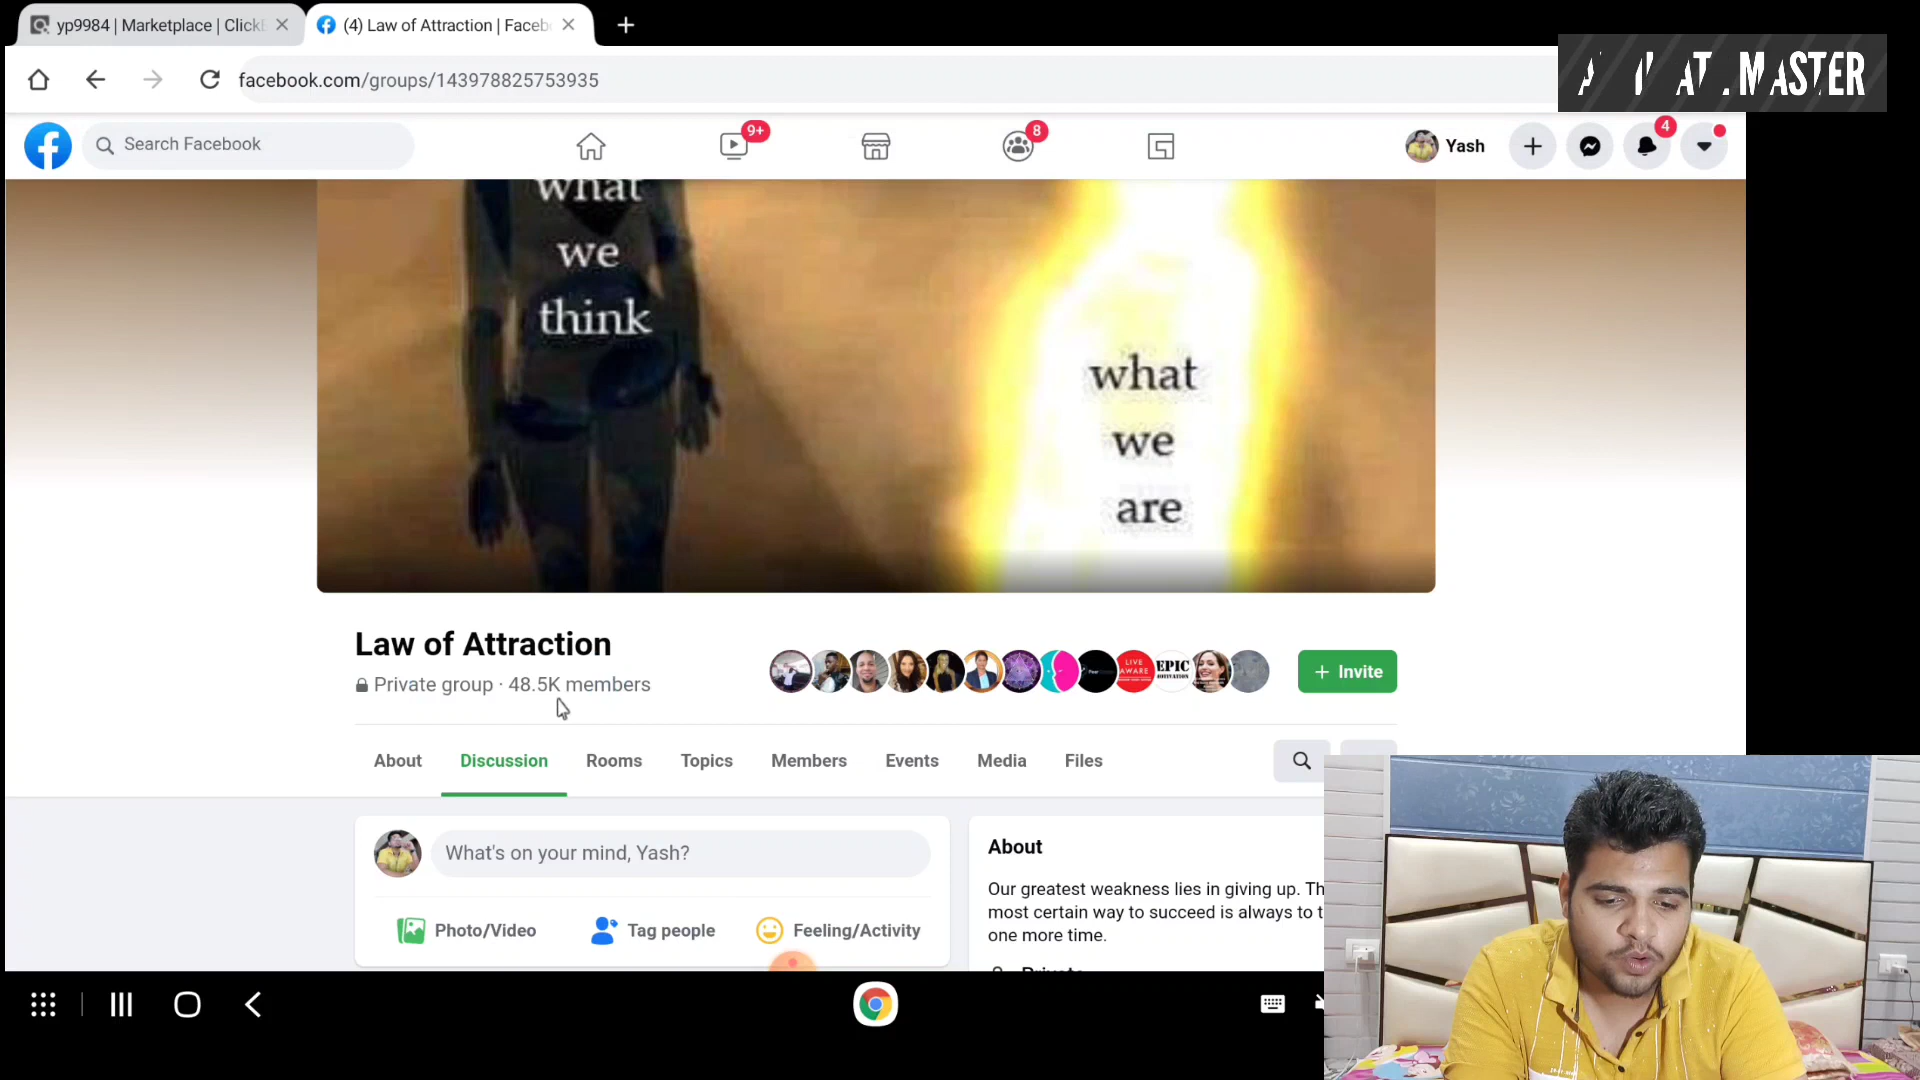 yp9984 | Marketplace | Click
(4) Law of Attraction | Faceb
facebook.com/groups/143978825753935
AT.MASTER
Search Facebook
9+
8
Yash
4
what
we
think
what
we
are
Law of Attraction
Private group · 48.5K members
LIVE
AWARE
EPIC
+ Invite
About
Discussion
Rooms
Topics
Members
Events
Media
Files
What's on your mind, Yash?
Photo/Video
Tag people
Feeling/Activity
About
Our greatest weakness lies in giving up. Th
most certain way to succeed is always to t
one more time.
Private